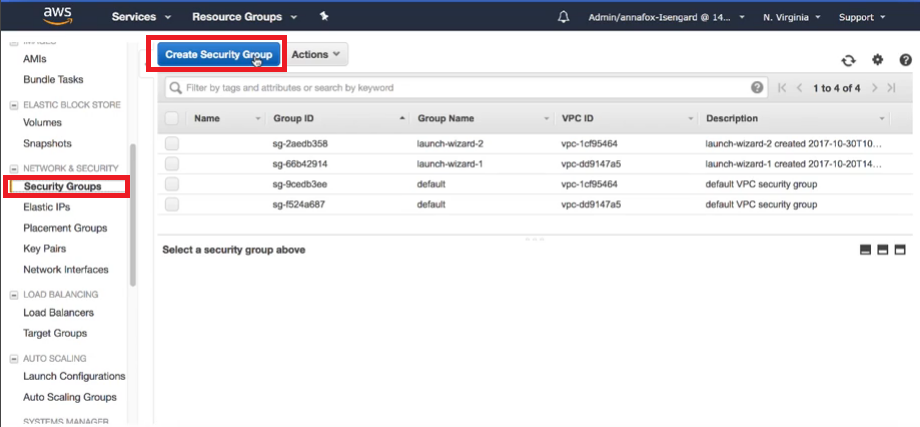 aws Services Resource Groups Admin/annafox-Isengard @ 14... N. Virginia Support
AMIs
Bundle Tasks
ELASTIC BLOCK STORE
Volumes
Snapshots
NETWORK & SECURITY
Security Groups
Elastic IPs
Placement Groups
Key Pairs
Network Interfaces
LOAD BALANCING
Load Balancers
Target Groups
AUTO SCALING
Launch Configurations
Auto Scaling Groups
SYSTEMS MANAGER
Create Security Group Actions
Filter by tags and attributes or search by keyword 1 to 4 of 4
Name Group ID Group Name VPC ID Description
sg-2aedb358 launch-wizard-2 vpc-1cf95464 launch-wizard-2 created 2017-10-30T10...
sg-66b42914 launch-wizard-1 vpc-dd9147a5 launch-wizard-1 created 2017-10-20T14...
sg-9cedb3ee default vpc-1cf95464 default VPC security group
sg-f524a687 default vpc-dd9147a5 default VPC security group
Select a security group above